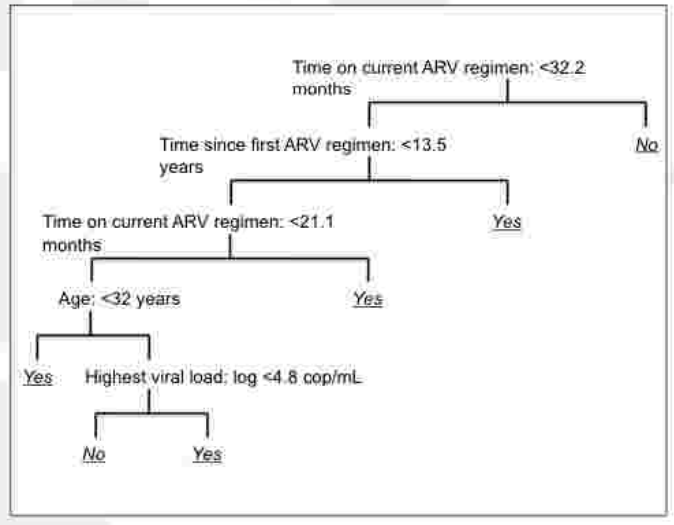 Time on current ARV regimen: <32.2
months
Time since first ARV regimen: <13.5
years
No
Time on current ARV regimen: <21.1
months
Yes
Age: <32 years
Yes
Yes
Highest viral load: log <4.8 cop/mL
No
Yes